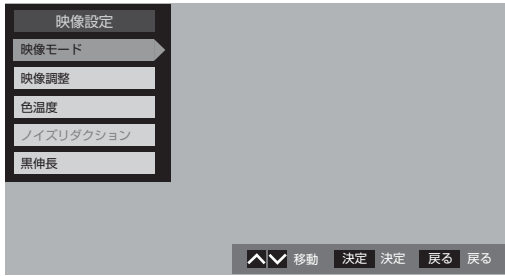 映像設定
映像モード
映像調整
色温度
ノイズリダクション
黒伸長
移動 決定 決定 戻る 戻る